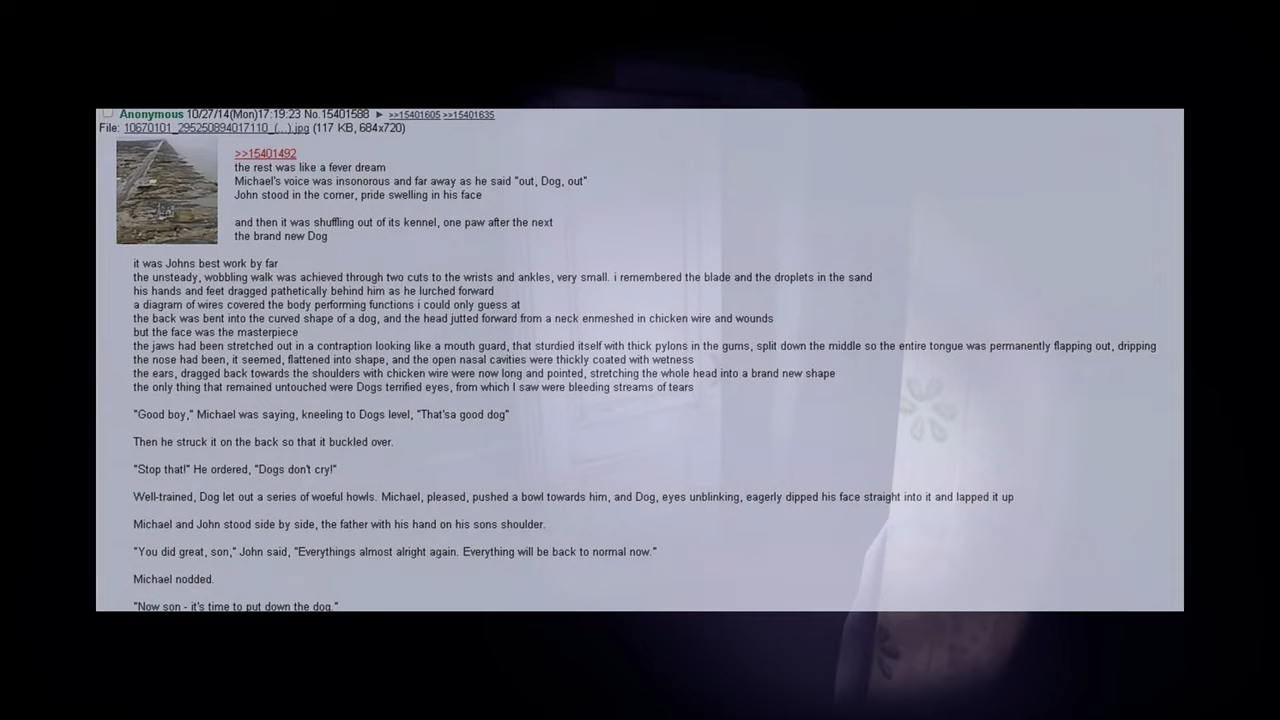 Anonymous 10/27/14(Mon)17:19:23 No.15401588 ▶ >>15401605 >>15401635
File: 10670101_295250894017110_(...).jpg (117 KB, 684x720)
>>15401492
the rest was like a fever dream
Michael's voice was insonorous and far away as he said "out, Dog, out"
John stood in the corner, pride swelling in his face
and then it was shuffling out of its kennel, one paw after the next
the brand new Dog
it was Johns best work by far
the unsteady, wobbling walk was achieved through two cuts to the wrists and ankles, very small. i remembered the blade and the droplets in the sand
his hands and feet dragged pathetically behind him as he lurched forward
a diagram of wires covered the body performing functions i could only guess at
the back was bent into the curved shape of a dog, and the head jutted forward from a neck enmeshed in chicken wire and wounds
but the face was the masterpiece
the jaws had been stretched out in a contraption looking like a mouth guard, that sturdied itself with thick pylons in the gums, split down the middle so the entire tongue was permanently flapping out, dripping
the nose had been, it seemed, flattened into shape, and the open nasal cavities were thickly coated with wetness
the ears, dragged back towards the shoulders with chicken wire were now long and pointed, stretching the whole head into a brand new shape
the only thing that remained untouched were Dogs terrified eyes, from which I saw were bleeding streams of tears
"Good boy," Michael was saying, kneeling to Dogs level, "That'sa good dog"
Then he struck it on the back so that it buckled over.
"Stop that!" He ordered, "Dogs don't cry!"
Well-trained, Dog let out a series of woeful howls. Michael, pleased, pushed a bowl towards him, and Dog, eyes unblinking, eagerly dipped his face straight into it and lapped it up
Michael and John stood side by side, the father with his hand on his sons shoulder.
"You did great, son," John said, "Everythings almost alright again. Everything will be back to normal now."
Michael nodded.
"Now son - it's time to put down the dog."